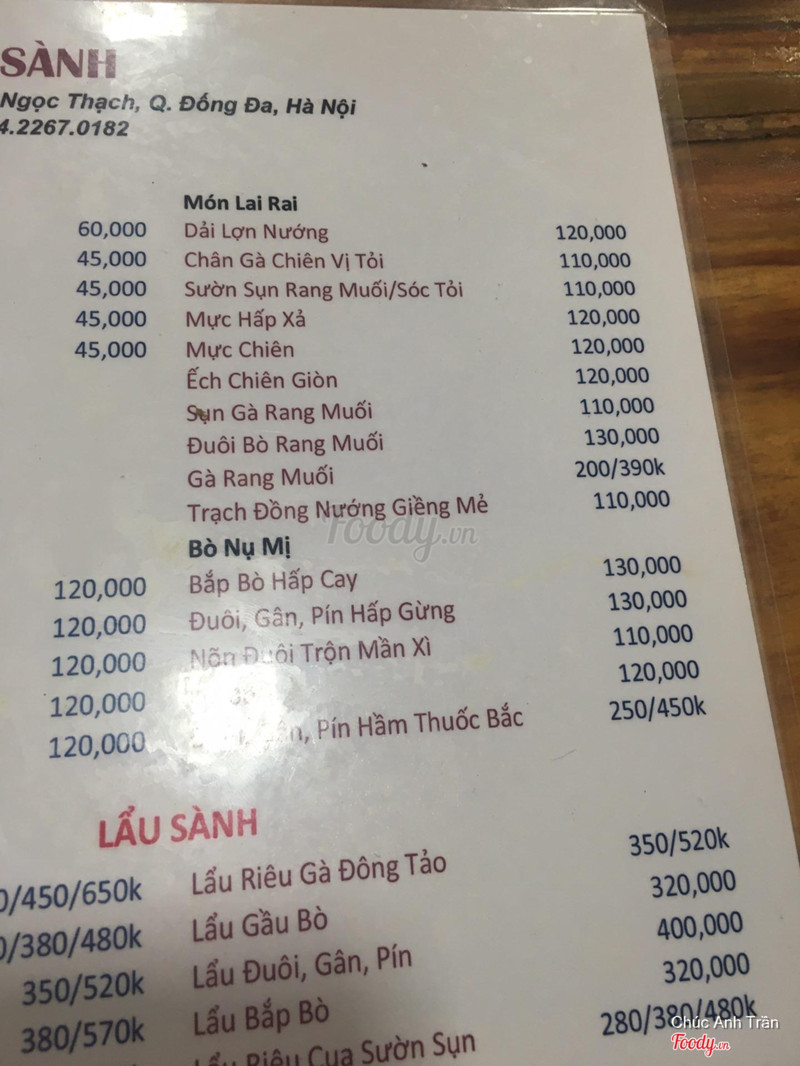 SÀNH
Ngọc Thạch, Q. Đống Đa, Hà Nội
4.2267.0182
Món Lai Rai
60,000 Dải Lợn Nướng 120,000
45,000 Chân Gà Chiên Vị Tỏi 110,000
45,000 Sườn Sụn Rang Muối/Sóc Tỏi 110,000
45,000 Mực Hấp Xả 120,000
45,000 Mực Chiên 120,000
Ếch Chiên Giòn 120,000
Sụn Gà Rang Muối 110,000
Đuôi Bò Rang Muối 130,000
Gà Rang Muối 200/390k
Trạch Đồng Nướng Giềng Mẻ 110,000
Foody.vn
Bò Nụ Mị
120,000 Bắp Bò Hấp Cay 130,000
120,000 Đuôi, Gân, Pín Hấp Gừng 130,000
120,000 Nõn Đuôi Trộn Mằn Xì 110,000
120,000 120,000
120,000 Pín Hầm Thuốc Bắc 250/450k
LẨU SÀNH
0/450/650k Lẩu Riêu Gà Đông Tảo 350/520k
0/380/480k Lẩu Gầu Bò 320,000
350/520k Lẩu Đuôi, Gân, Pín 400,000
380/570k Lẩu Bắp Bò 320,000
Lẩu Riêu Cua Sườn Sụn 280/380/480k
Chúc Anh Trần
Foody.vn